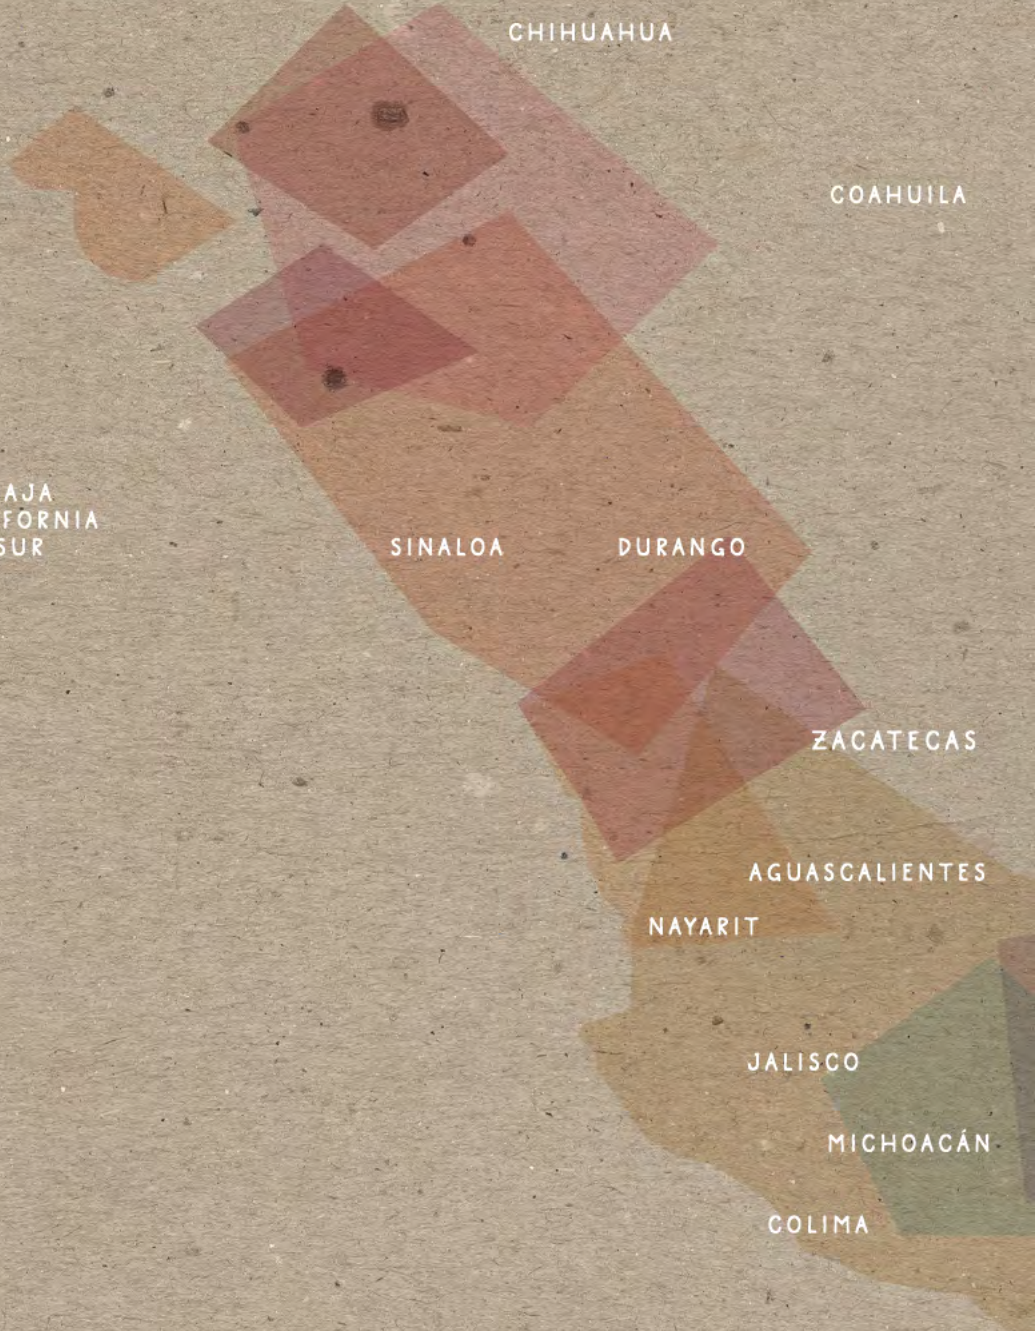 CHIHUAHUA
COAHUILA
AJA
FORNIA
SUR
SINALOA
DURANGO
ZACATECAS
AGUASCALIENTES
NAYARIT
JALISCO
MICHOACÁN
COLIMA